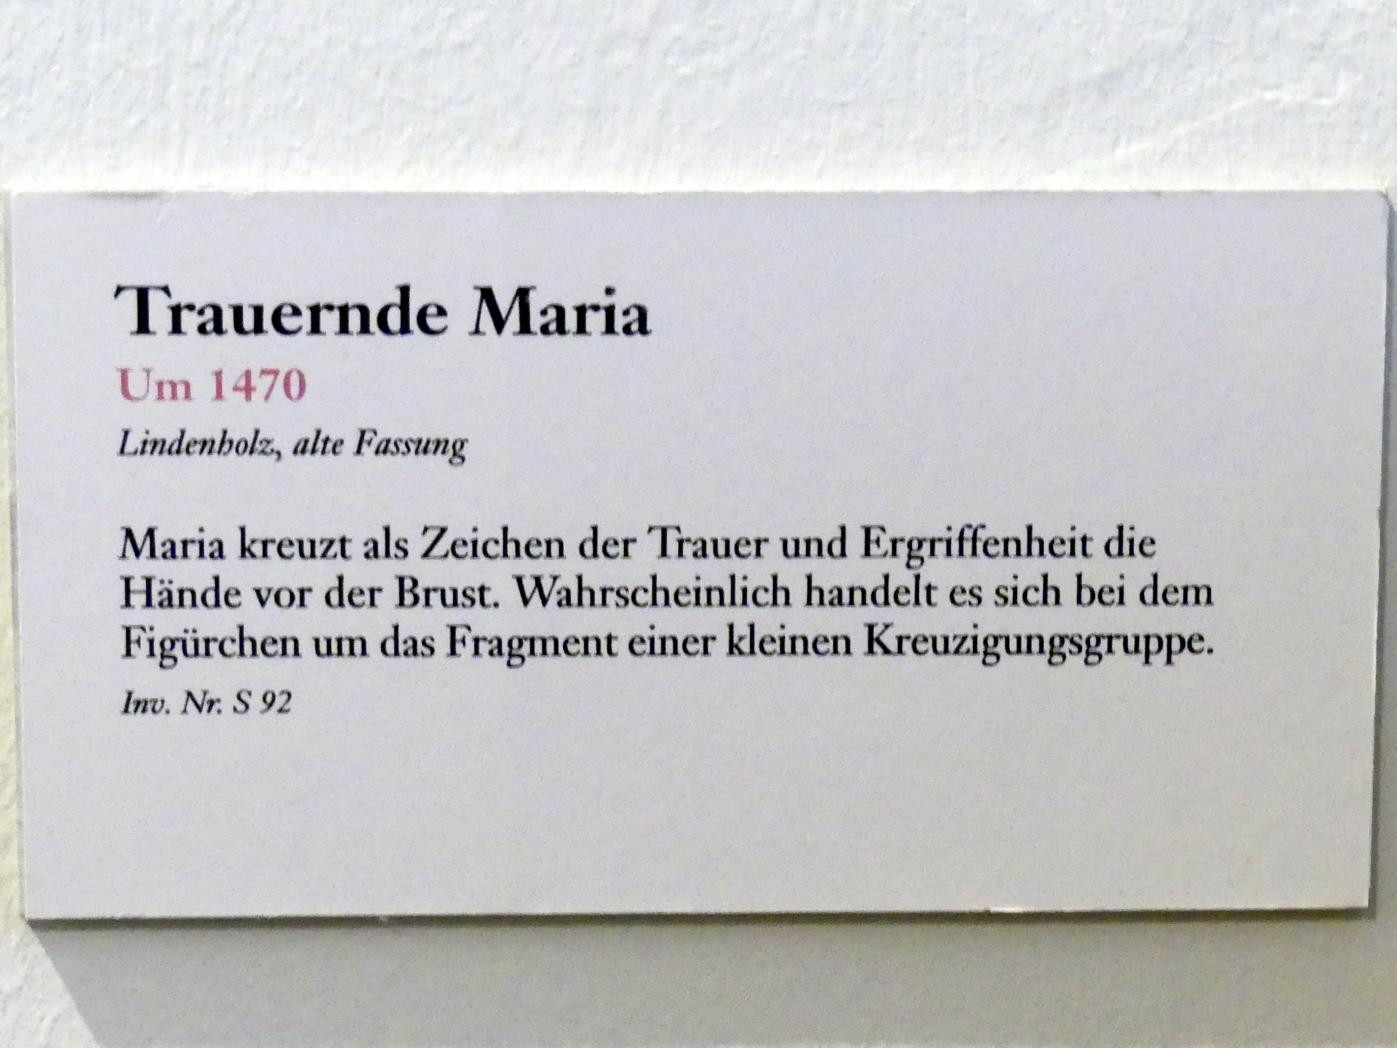 Trauernde Maria
Um 1470
Lindenholz, alte Fassung
Maria kreuzt als Zeichen der Trauer und Ergriffenheit die
Hände vor der Brust. Wahrscheinlich handelt es sich bei dem
Figürchen um das Fragment einer kleinen Kreuzigungsgruppe.
Inv. Nr. S 92